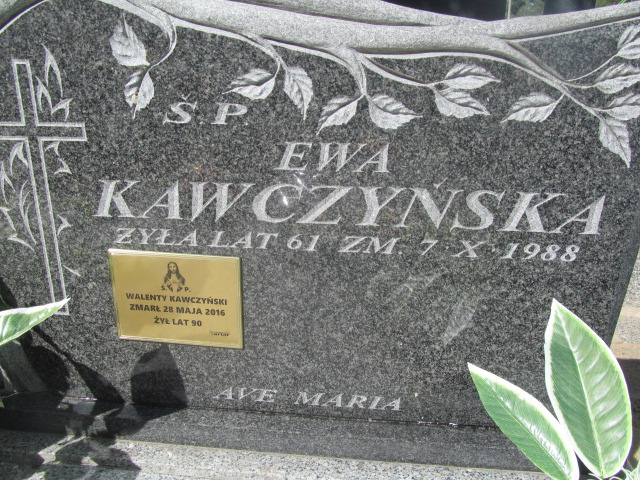 Ś P
EWA
KAWCZYŃSKA
ŻYŁA LAT 61 ZM. 7 X 1988
Ś. P.
WALENTY KAWCZYŃSKI
ZMARŁ 28 MAJA 2016
ŻYŁ LAT 90
AVE MARIA